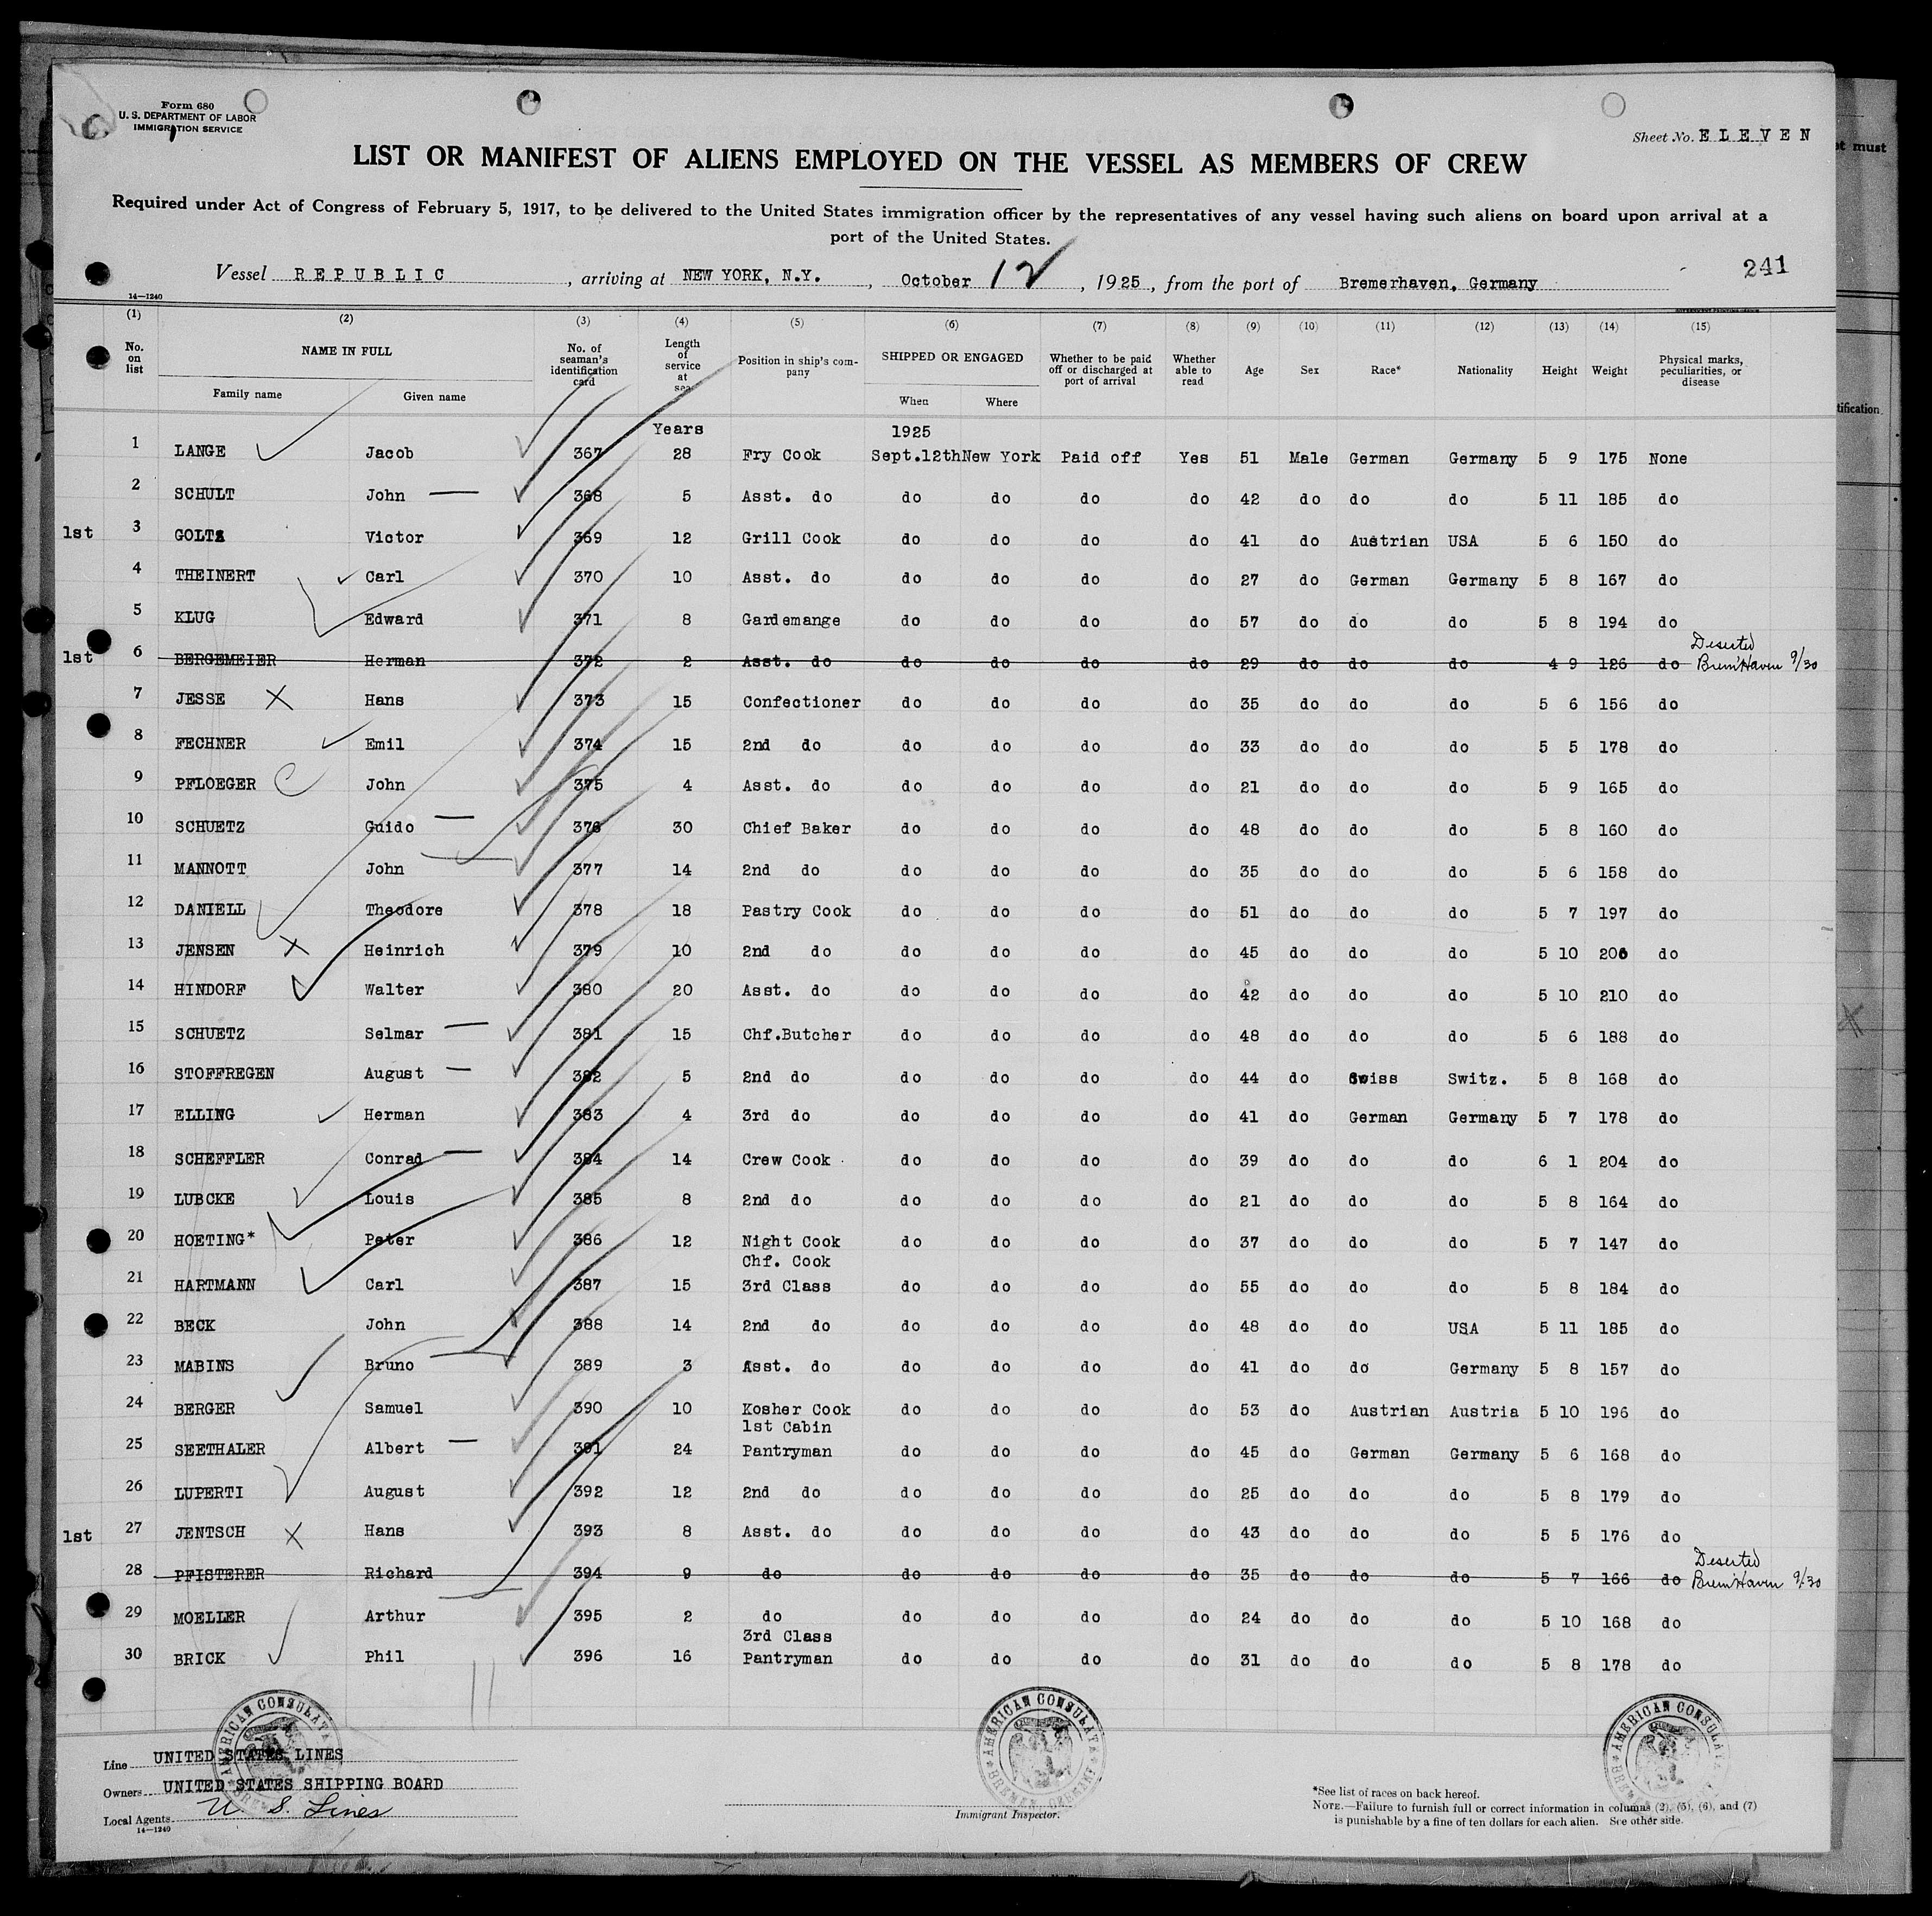 Form 680
U. S. DEPARTMENT OF LABOR
IMMIGRATION SERVICE
Sheet No. E L E V E N
LIST OR MANIFEST OF ALIENS EMPLOYED ON THE VESSEL AS MEMBERS OF CREW
Required under Act of Congress of February 5, 1917, to be delivered to the United States immigration officer by the representatives of any vessel having such aliens on board upon arrival at a
port of the United States.
Vessel R E P U B L I C , arriving at NEW YORK, N.Y. , October 12 , 1925 , from the port of Bremerhaven, Germany
241
14—1240
(1) (2) (3) (4) (5) (6) (7) (8) (9) (10) (11) (12) (13) (14) (15)
No. on list NAME IN FULL Family name Given name No. of seaman's identification card Length of service at sea Position in ship's company SHIPPED OR ENGAGED When Where Whether to be paid off or discharged at port of arrival Whether able to read Age Sex Race* Nationality Height Weight Physical marks, peculiarities, or disease
Years 1925
1 LANGE Jacob 367 28 Fry Cook Sept.12th New York Paid off Yes 51 Male German Germany 5 9 175 None
2 SCHULT John 368 5 Asst. do do do do do 42 do do do 5 11 185 do
1st 3 GOLTZ Victor 369 12 Grill Cook do do do do 41 do Austrian USA 5 6 150 do
4 THEINERT Carl 370 10 Asst. do do do do do 27 do German Germany 5 8 167 do
5 KLUG Edward 371 8 Gardemange do do do do 57 do do do 5 8 194 do
1st 6 BERGEMEIER Herman 372 2 Asst. do do do do do 29 do do do 4 9 126 do Deserted Brem'Haven 9/30
7 JESSE Hans 373 15 Confectioner do do do do 35 do do do 5 6 156 do
8 FECHNER Emil 374 15 2nd do do do do do 33 do do do 5 5 178 do
9 PFLOEGER John 375 4 Asst. do do do do do 21 do do do 5 9 165 do
10 SCHUETZ Guido 376 30 Chief Baker do do do do 48 do do do 5 8 160 do
11 MANNOTT John 377 14 2nd do do do do do 35 do do do 5 6 158 do
12 DANIELL Theodore 378 18 Pastry Cook do do do do 51 do do do 5 7 197 do
13 JENSEN Heinrich 379 10 2nd do do do do do 45 do do do 5 10 206 do
14 HINDORF Walter 380 20 Asst. do do do do do 42 do do do 5 10 210 do
15 SCHUETZ Selmar 381 15 Chf.Butcher do do do do 48 do do do 5 6 188 do
16 STOFFREGEN August 382 5 2nd do do do do do 44 do Swiss Switz. 5 8 168 do
17 ELLING Herman 383 4 3rd do do do do do 41 do German Germany 5 7 178 do
18 SCHEFFLER Conrad 384 14 Crew Cook do do do do 39 do do do 6 1 204 do
19 LUBCKE Louis 385 8 2nd do do do do do 21 do do do 5 8 164 do
20 HOETING* Peter 386 12 Night Cook do do do do 37 do do do 5 7 147 do
Chf. Cook
21 HARTMANN Carl 387 15 3rd Class do do do do 55 do do do 5 8 184 do
22 BECK John 388 14 2nd do do do do do 48 do do USA 5 11 185 do
23 MABINS Bruno 389 3 Asst. do do do do do 41 do do Germany 5 8 157 do
24 BERGER Samuel 390 10 Kosher Cook do do do do 53 do Austrian Austria 5 10 196 do
1st Cabin
25 SEETHALER Albert 391 24 Pantryman do do do do 45 do German Germany 5 6 168 do
26 LUPERTI August 392 12 2nd do do do do do 25 do do do 5 8 179 do
1st 27 JENTSCH Hans 393 8 Asst. do do do do do 43 do do do 5 5 176 do
28 PFISTERER Richard 394 9 do do do do do 35 do do do 5 7 166 do Deserted Brem'Haven 9/30
29 MOELLER Arthur 395 2 do do do do do 24 do do do 5 10 168 do
3rd Class
30 BRICK Phil 396 16 Pantryman do do do do 31 do do do 5 8 178 do
AMERICAN CONSULATE
AMERICAN CONSULATE BREMEN, GERMANY
AMERICAN CONSULATE
Line UNITED STATES LINES
Owners UNITED STATES SHIPPING BOARD
Local Agents U S. Lines
14—1240
Immigrant Inspector.
*See list of races on back hereof.
NOTE.—Failure to furnish full or correct information in columns (2), (5), (6), and (7)
is punishable by a fine of ten dollars for each alien. See other side.
st must
tification